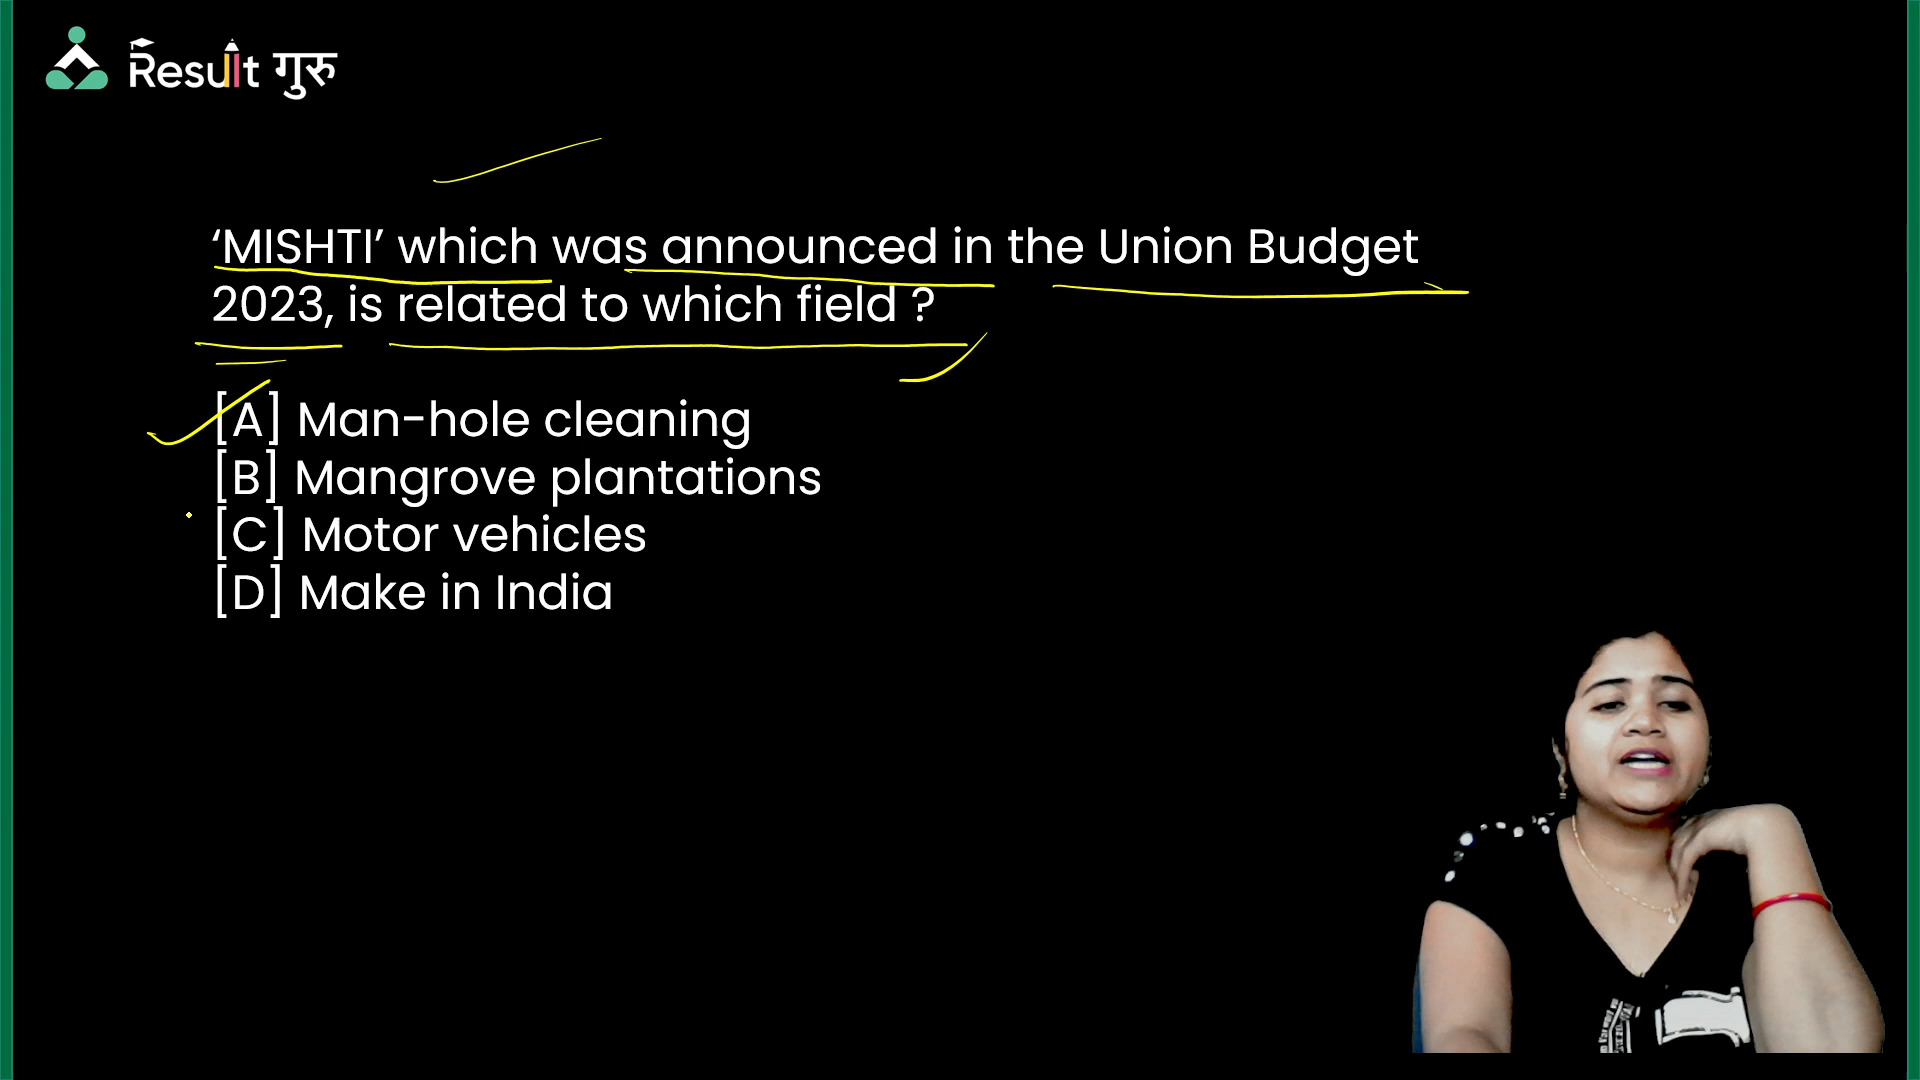 Result गुरु
‘MISHTI’ which was announced in the Union Budget
2023, is related to which field ?
[A] Man-hole cleaning
[B] Mangrove plantations
[C] Motor vehicles
[D] Make in India